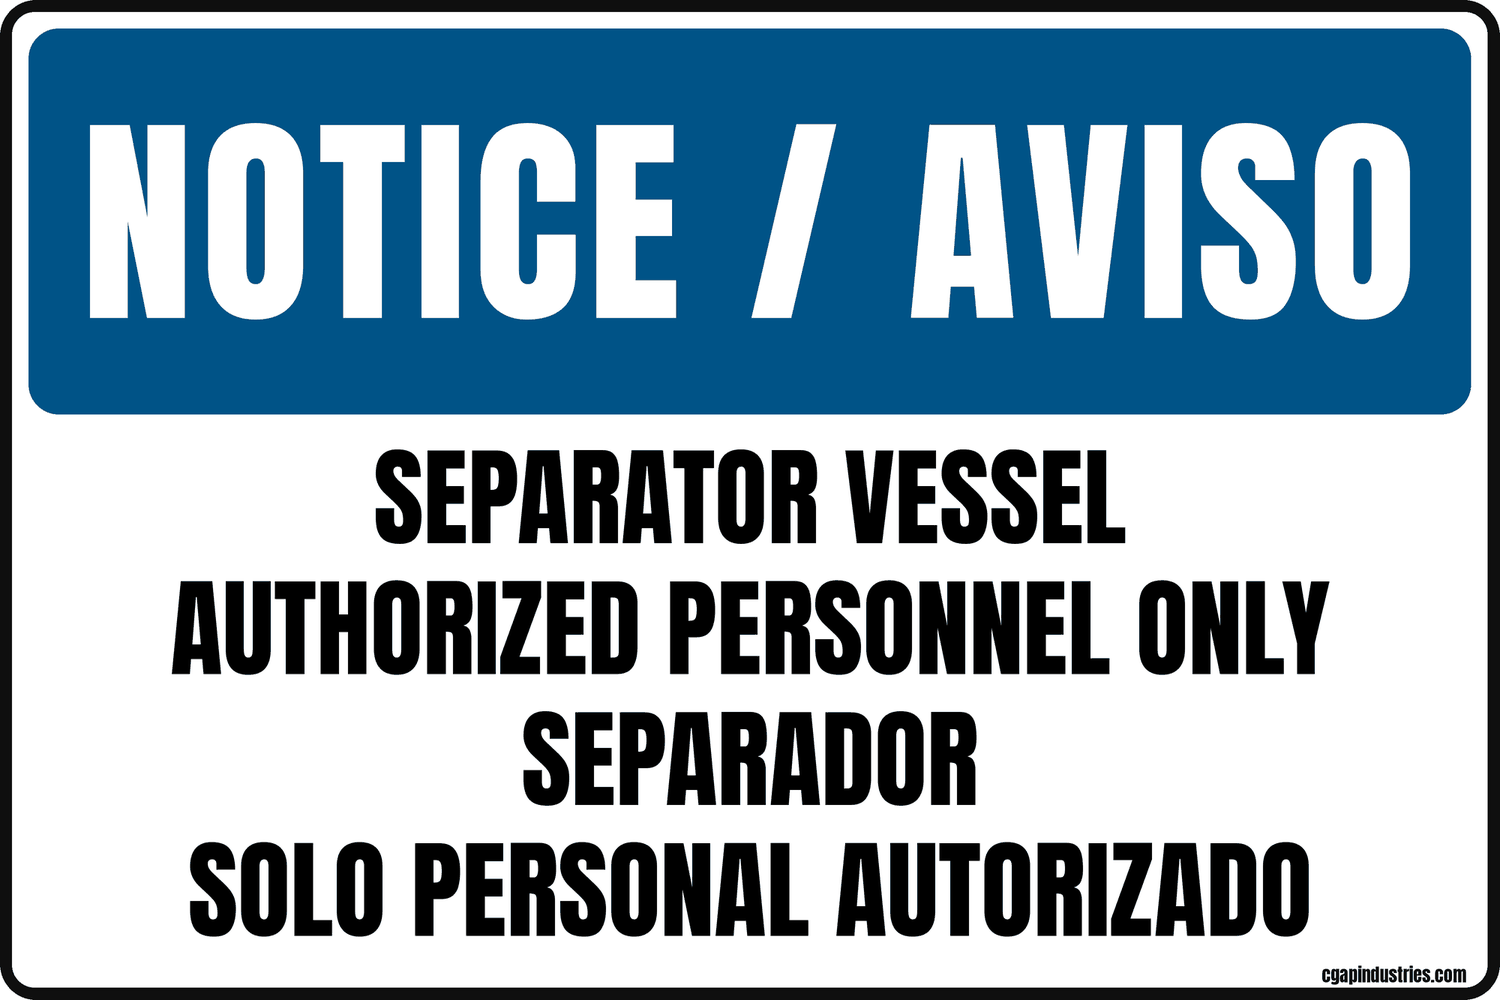 NOTICE / AVISO
SEPARATOR VESSEL
AUTHORIZED PERSONNEL ONLY
SEPARADOR
SOLO PERSONAL AUTORIZADO
cgapindustries.com